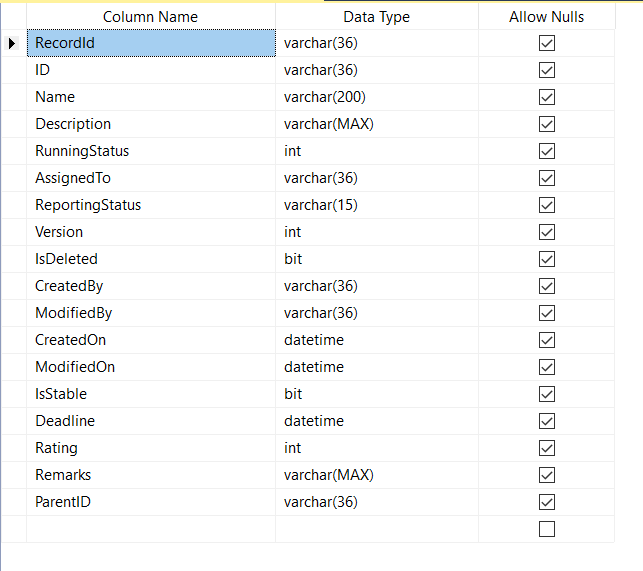 Column Name Data Type Allow Nulls
RecordId varchar(36)
ID varchar(36)
Name varchar(200)
Description varchar(MAX)
RunningStatus int
AssignedTo varchar(36)
ReportingStatus varchar(15)
Version int
IsDeleted bit
CreatedBy varchar(36)
ModifiedBy varchar(36)
CreatedOn datetime
ModifiedOn datetime
IsStable bit
Deadline datetime
Rating int
Remarks varchar(MAX)
ParentID varchar(36)